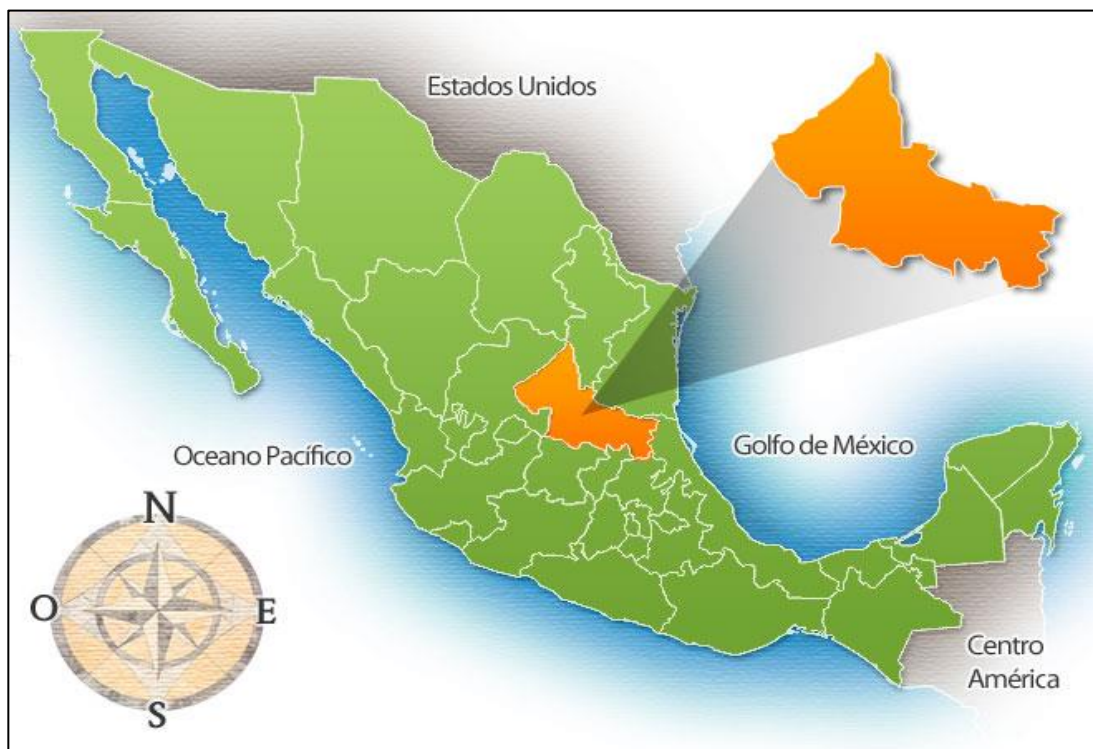 Estados Unidos
Oceano Pacífico
Golfo de México
N
O
E
S
Centro
América